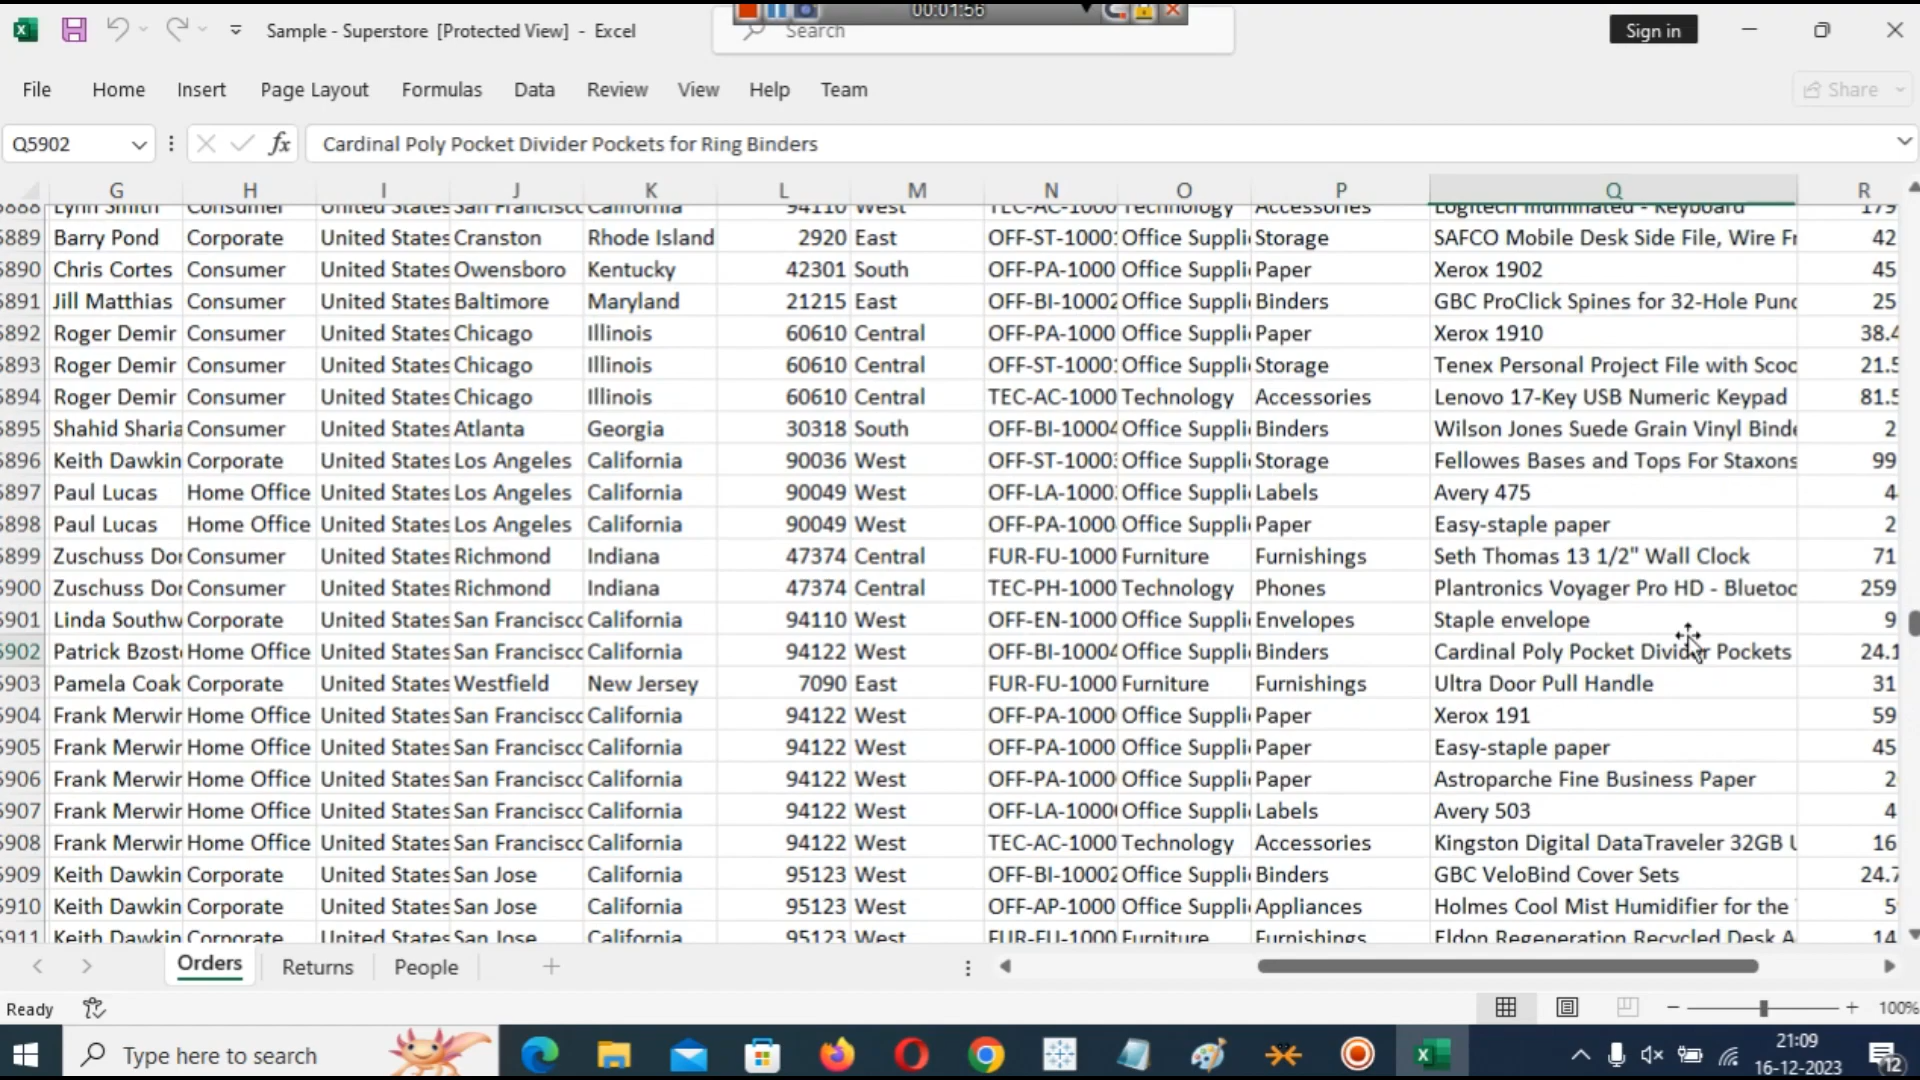 00:01:56
Sample - Superstore [Protected View] - Excel
Search
Sign in
File Home Insert Page Layout Formulas Data Review View Help Team Share
Q5902 fx Cardinal Poly Pocket Divider Pockets for Ring Binders
G H I J K L M N O P Q R
5888 Lynn Smith Consumer United States San Francisco California 94110 West TEC-AC-1000 Technology Accessories Logitech Illuminated - Keyboard 179
5889 Barry Pond Corporate United States Cranston Rhode Island 2920 East OFF-ST-1000 Office Suppli Storage SAFCO Mobile Desk Side File, Wire Fr 42
5890 Chris Cortes Consumer United States Owensboro Kentucky 42301 South OFF-PA-1000 Office Suppli Paper Xerox 1902 45
5891 Jill Matthias Consumer United States Baltimore Maryland 21215 East OFF-BI-10002 Office Suppli Binders GBC ProClick Spines for 32-Hole Punc 25
5892 Roger Demir Consumer United States Chicago Illinois 60610 Central OFF-PA-1000 Office Suppli Paper Xerox 1910 38.4
5893 Roger Demir Consumer United States Chicago Illinois 60610 Central OFF-ST-1000 Office Suppli Storage Tenex Personal Project File with Scoo 21.5
5894 Roger Demir Consumer United States Chicago Illinois 60610 Central TEC-AC-1000 Technology Accessories Lenovo 17-Key USB Numeric Keypad 81.5
5895 Shahid Sharia Consumer United States Atlanta Georgia 30318 South OFF-BI-10004 Office Suppli Binders Wilson Jones Suede Grain Vinyl Binde 2
5896 Keith Dawkin Corporate United States Los Angeles California 90036 West OFF-ST-1000 Office Suppli Storage Fellowes Bases and Tops For Staxons 99
5897 Paul Lucas Home Office United States Los Angeles California 90049 West OFF-LA-1000 Office Suppli Labels Avery 475 4
5898 Paul Lucas Home Office United States Los Angeles California 90049 West OFF-PA-1000 Office Suppli Paper Easy-staple paper 2
5899 Zuschuss Do Consumer United States Richmond Indiana 47374 Central FUR-FU-1000 Furniture Furnishings Seth Thomas 13 1/2" Wall Clock 71
5900 Zuschuss Do Consumer United States Richmond Indiana 47374 Central TEC-PH-1000 Technology Phones Plantronics Voyager Pro HD - Bluetoo 259
5901 Linda Southw Corporate United States San Francisco California 94110 West OFF-EN-1000 Office Suppli Envelopes Staple envelope 9
5902 Patrick Bzost Home Office United States San Francisco California 94122 West OFF-BI-10004 Office Suppli Binders Cardinal Poly Pocket Divider Pockets 24.1
5903 Pamela Coak Corporate United States Westfield New Jersey 7090 East FUR-FU-1000 Furniture Furnishings Ultra Door Pull Handle 31
5904 Frank Merwin Home Office United States San Francisco California 94122 West OFF-PA-1000 Office Suppli Paper Xerox 191 59
5905 Frank Merwin Home Office United States San Francisco California 94122 West OFF-PA-1000 Office Suppli Paper Easy-staple paper 45
5906 Frank Merwin Home Office United States San Francisco California 94122 West OFF-PA-1000 Office Suppli Paper Astroparche Fine Business Paper 2
5907 Frank Merwin Home Office United States San Francisco California 94122 West OFF-LA-1000 Office Suppli Labels Avery 503 4
5908 Frank Merwin Home Office United States San Francisco California 94122 West TEC-AC-1000 Technology Accessories Kingston Digital DataTraveler 32GB U 16
5909 Keith Dawkin Corporate United States San Jose California 95123 West OFF-BI-10002 Office Suppli Binders GBC VeloBind Cover Sets 24.7
5910 Keith Dawkin Corporate United States San Jose California 95123 West OFF-AP-1000 Office Suppli Appliances Holmes Cool Mist Humidifier for the 5
5911 Keith Dawkin Corporate United States San Jose California 95123 West FUR-FU-1000 Furniture Furnishings Eldon Regeneration Recycled Desk A 14
Orders Returns People
Ready 100%
Type here to search
21:09
16-12-2023
12